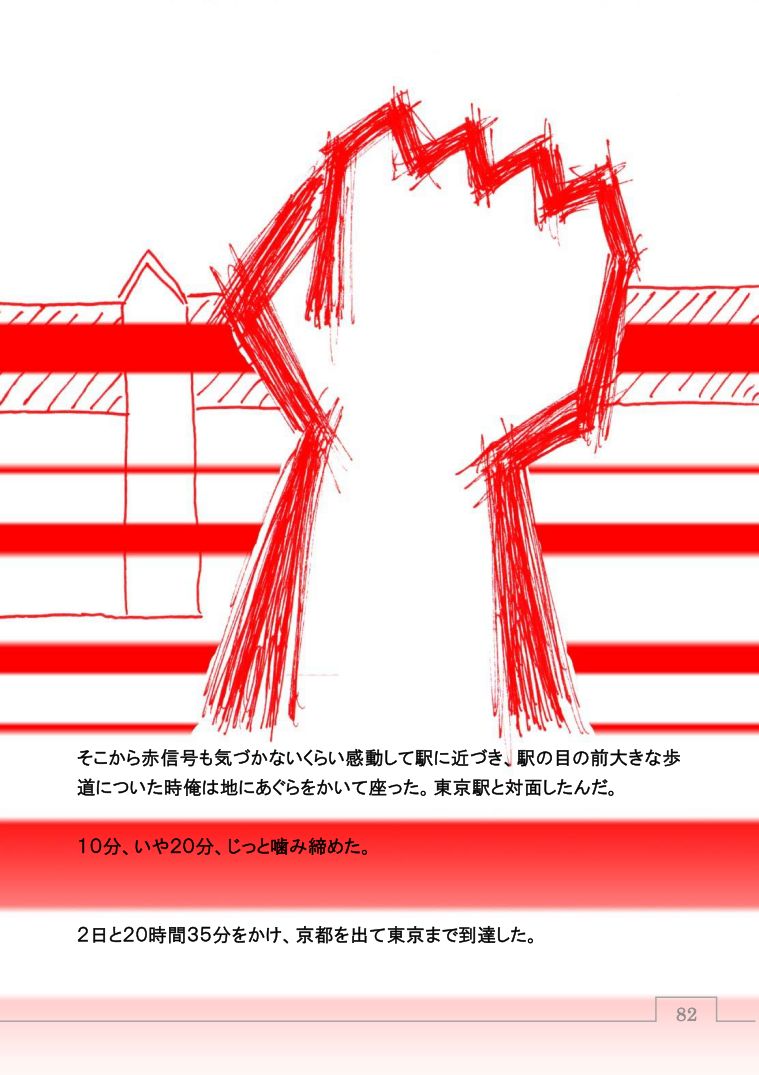 そこから赤信号も気づかないくらい感動して駅に近づき、駅の目の前大きな歩
道についた時俺は地にあぐらをかいて座った。東京駅と対面したんだ。
10分、いや20分、じっと噛み締めた。
2日と20時間35分をかけ、京都を出て東京まで到達した。
82